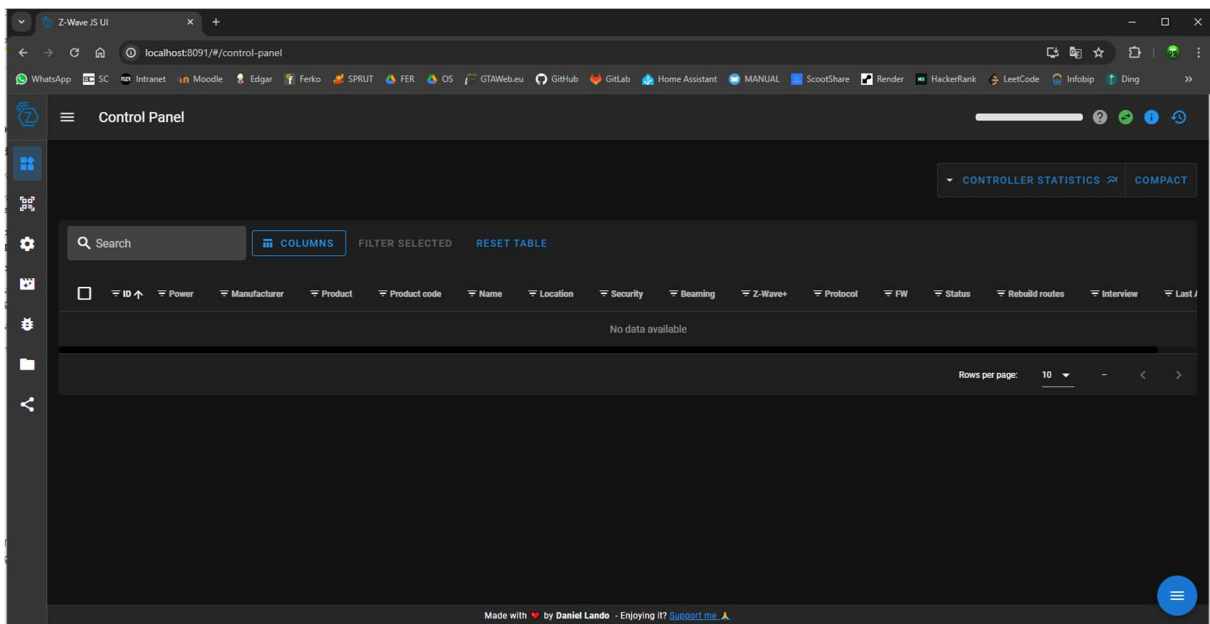 Z-Wave JS UI
localhost:8091/#/control-panel
WhatsApp SC Intranet Moodle Edgar Ferko SPRUT FER OS GTAWeb.eu GitHub GitLab Home Assistant MANUAL ScootShare Render HackerRank LeetCode Infobip Ding »
Control Panel
CONTROLLER STATISTICS COMPACT
Search COLUMNS FILTER SELECTED RESET TABLE
ID Power Manufacturer Product Product code Name Location Security Beaming Z-Wave+ Protocol FW Status Rebuild routes Interview Last
No data available
Rows per page: 10 –
Made with ❤ by Daniel Lando - Enjoying it? Support me 🙏